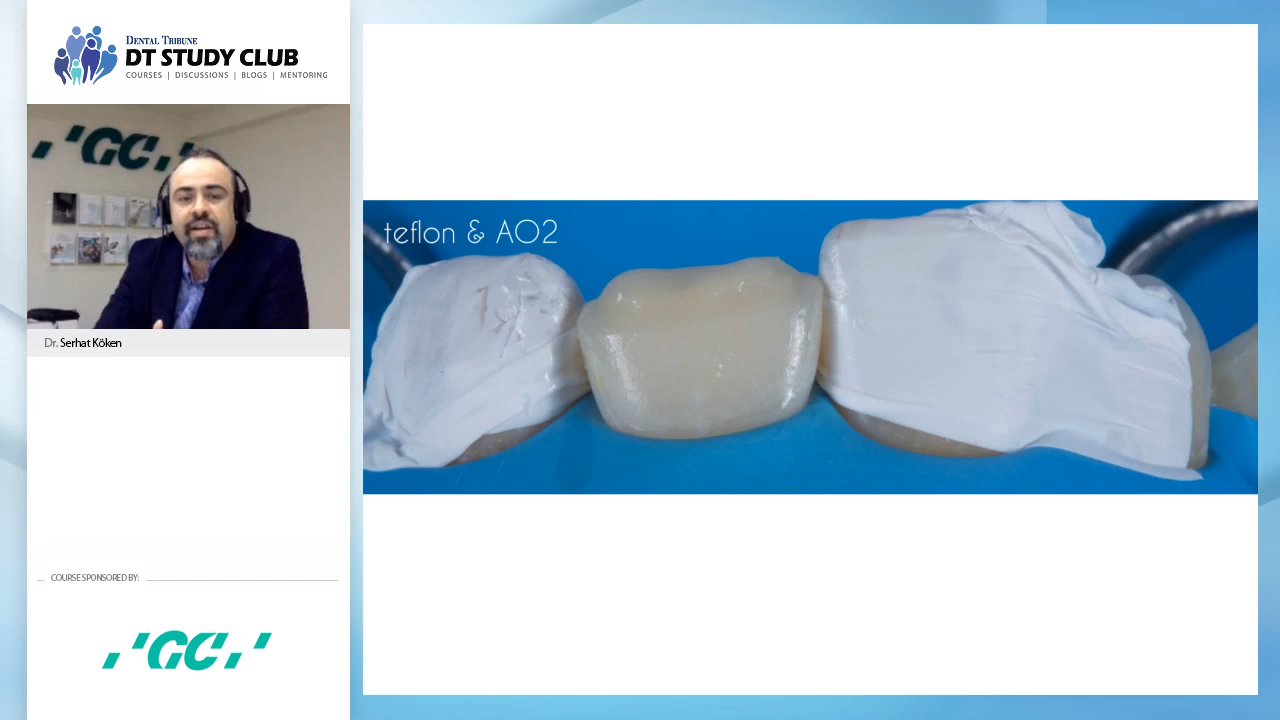 DENTAL TRIBUNE
DT STUDY CLUB
COURSES | DISCUSSIONS | BLOGS | MENTORING
GC
Dr. Serhat Köken
COURSE SPONSORED BY:
GC
teflon & AO2